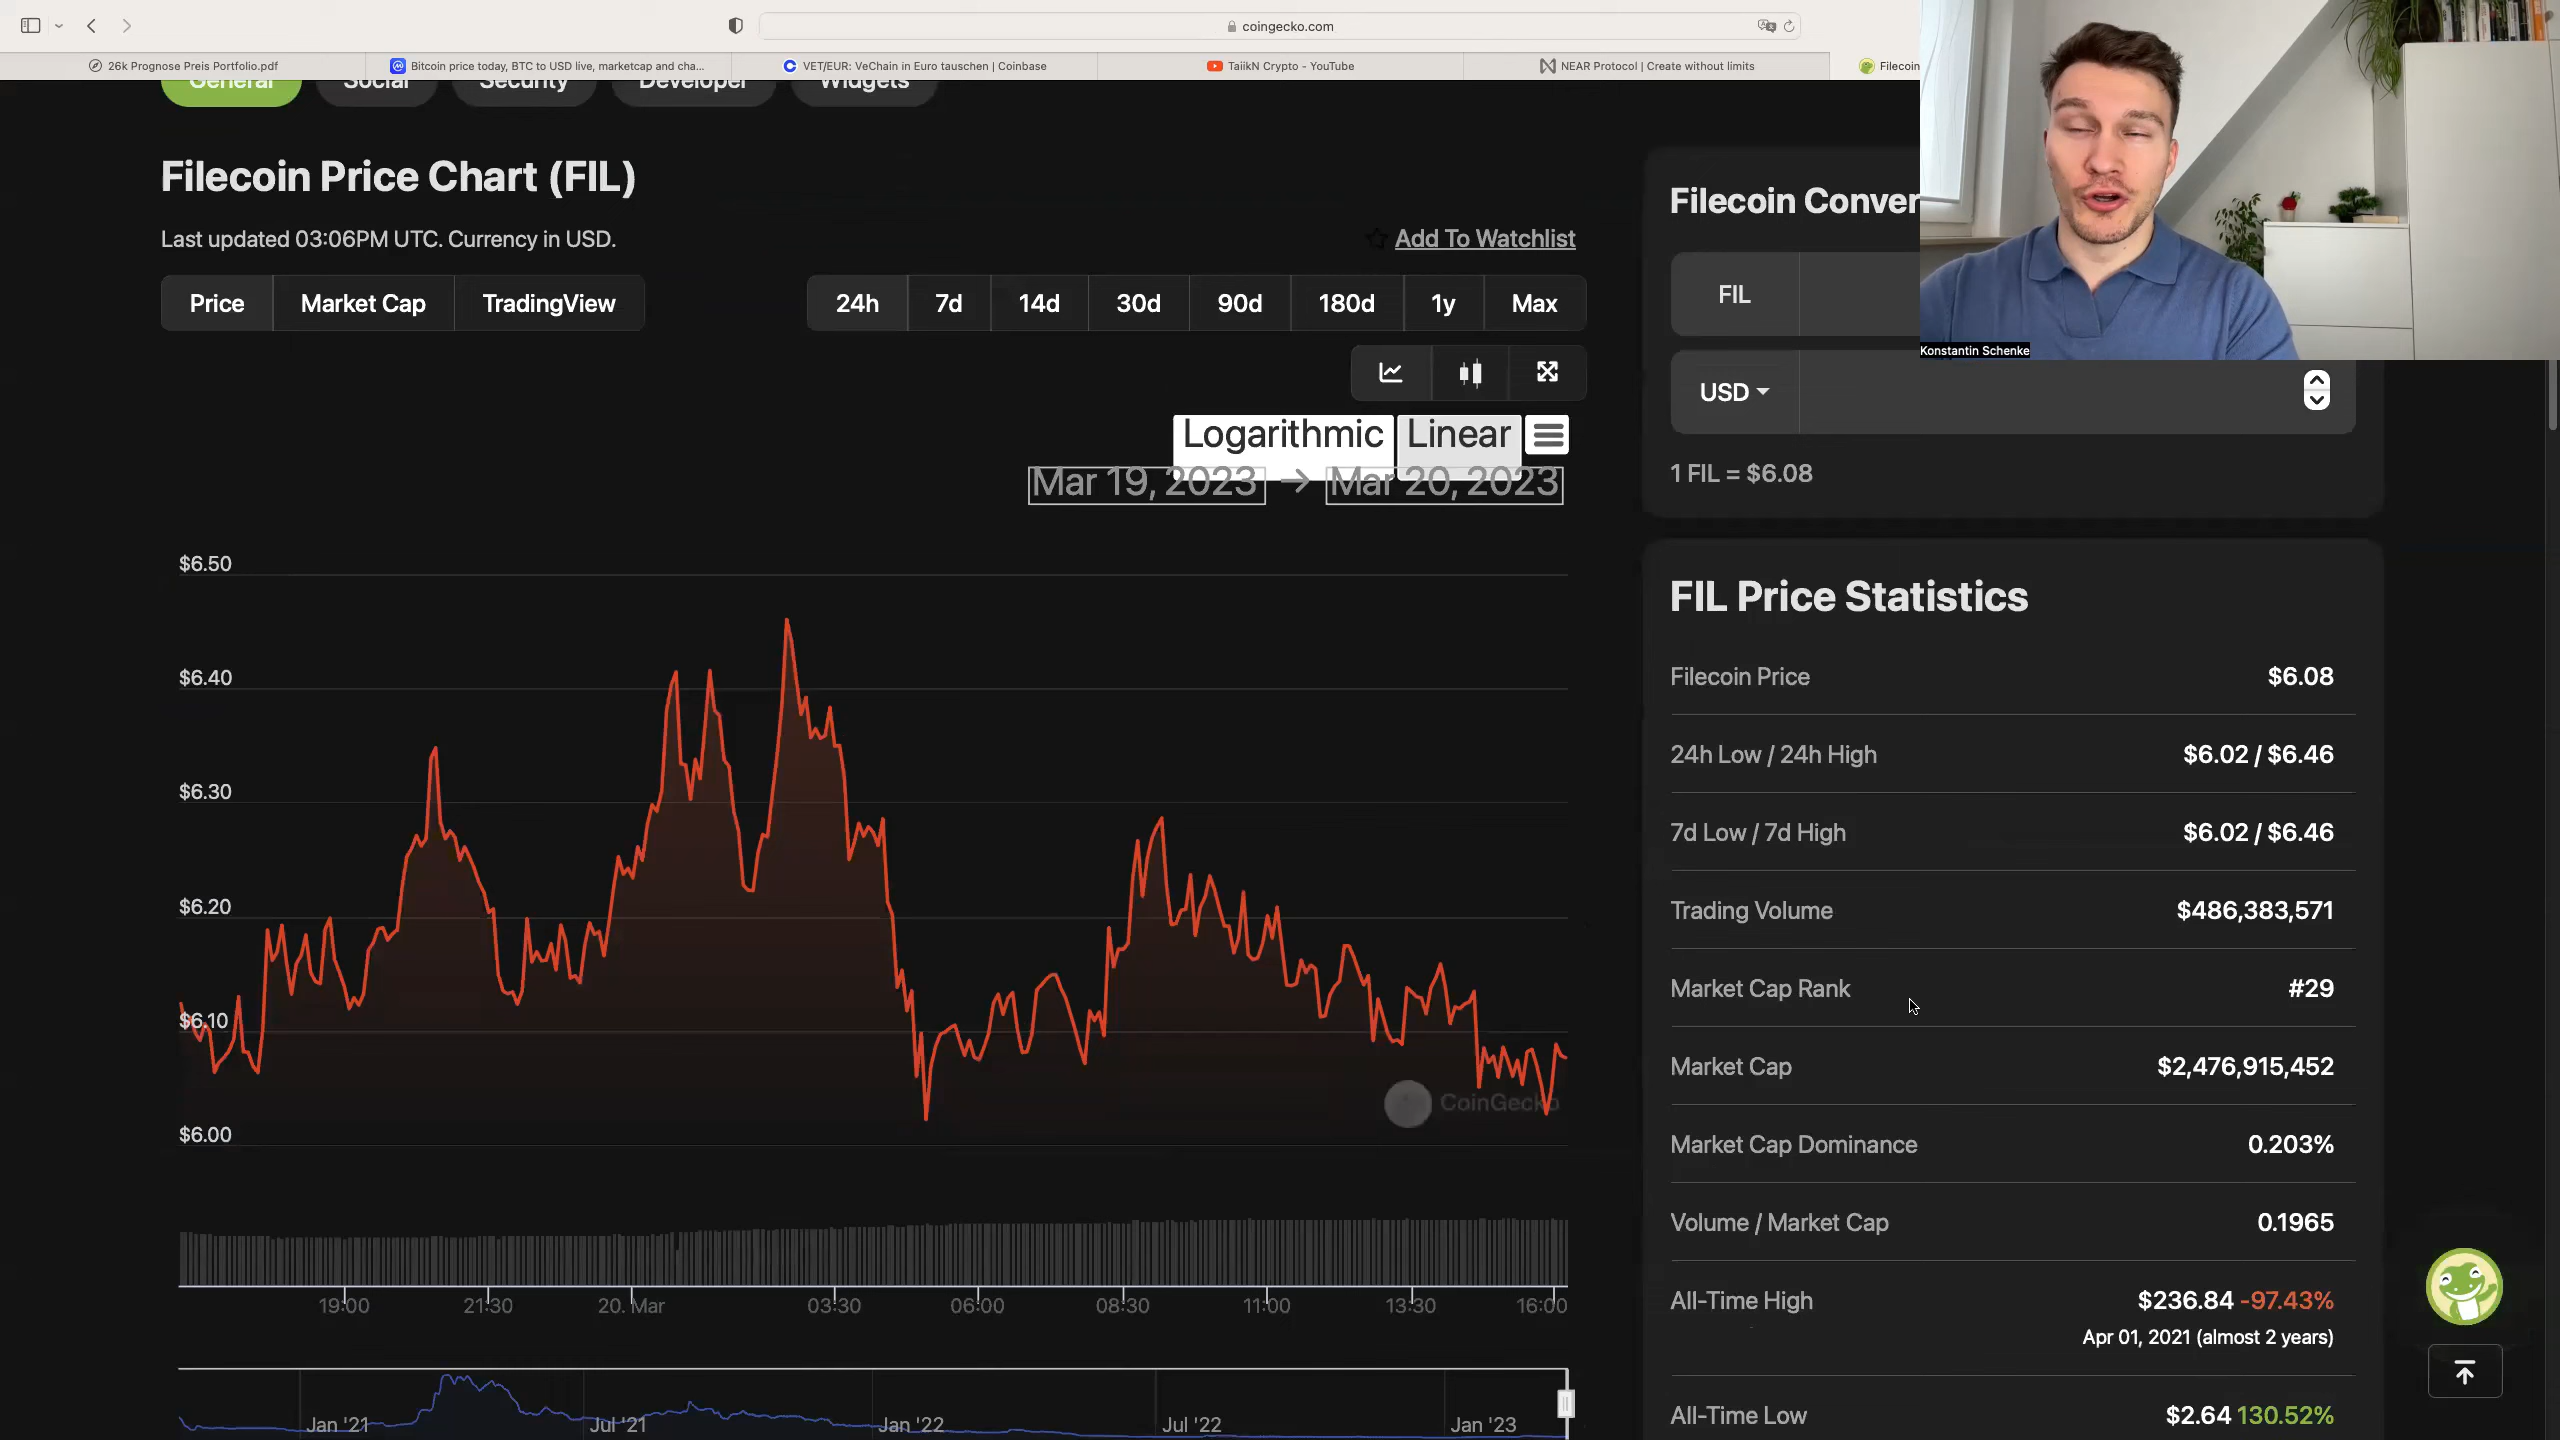 coingecko.com
26k Prognose Preis Portfolio.pdf
Bitcoin price today, BTC to USD live, marketcap and cha...
VET/EUR: VeChain in Euro tauschen | Coinbase
TaiikN Crypto - YouTube
NEAR Protocol | Create without limits
Filecoin
General
Social
Security
Developer
Widgets
Filecoin Price Chart (FIL)
Last updated 03:06PM UTC. Currency in USD.
Add To Watchlist
Price
Market Cap
TradingView
24h
7d
14d
30d
90d
180d
1y
Max
Logarithmic
Linear
Mar 19, 2023 → Mar 20, 2023
$6.50
$6.40
$6.30
$6.20
$6.10
$6.00
CoinGecko
19:00
21:30
20. Mar
03:30
06:00
08:30
11:00
13:30
16:00
Jan '21
Jul '21
Jan '22
Jul '22
Jan '23
Filecoin Conver
FIL
USD
1 FIL = $6.08
Konstantin Schenke
FIL Price Statistics
Filecoin Price $6.08
24h Low / 24h High $6.02 / $6.46
7d Low / 7d High $6.02 / $6.46
Trading Volume $486,383,571
Market Cap Rank #29
Market Cap $2,476,915,452
Market Cap Dominance 0.203%
Volume / Market Cap 0.1965
All-Time High $236.84 -97.43%
Apr 01, 2021 (almost 2 years)
All-Time Low $2.64 130.52%